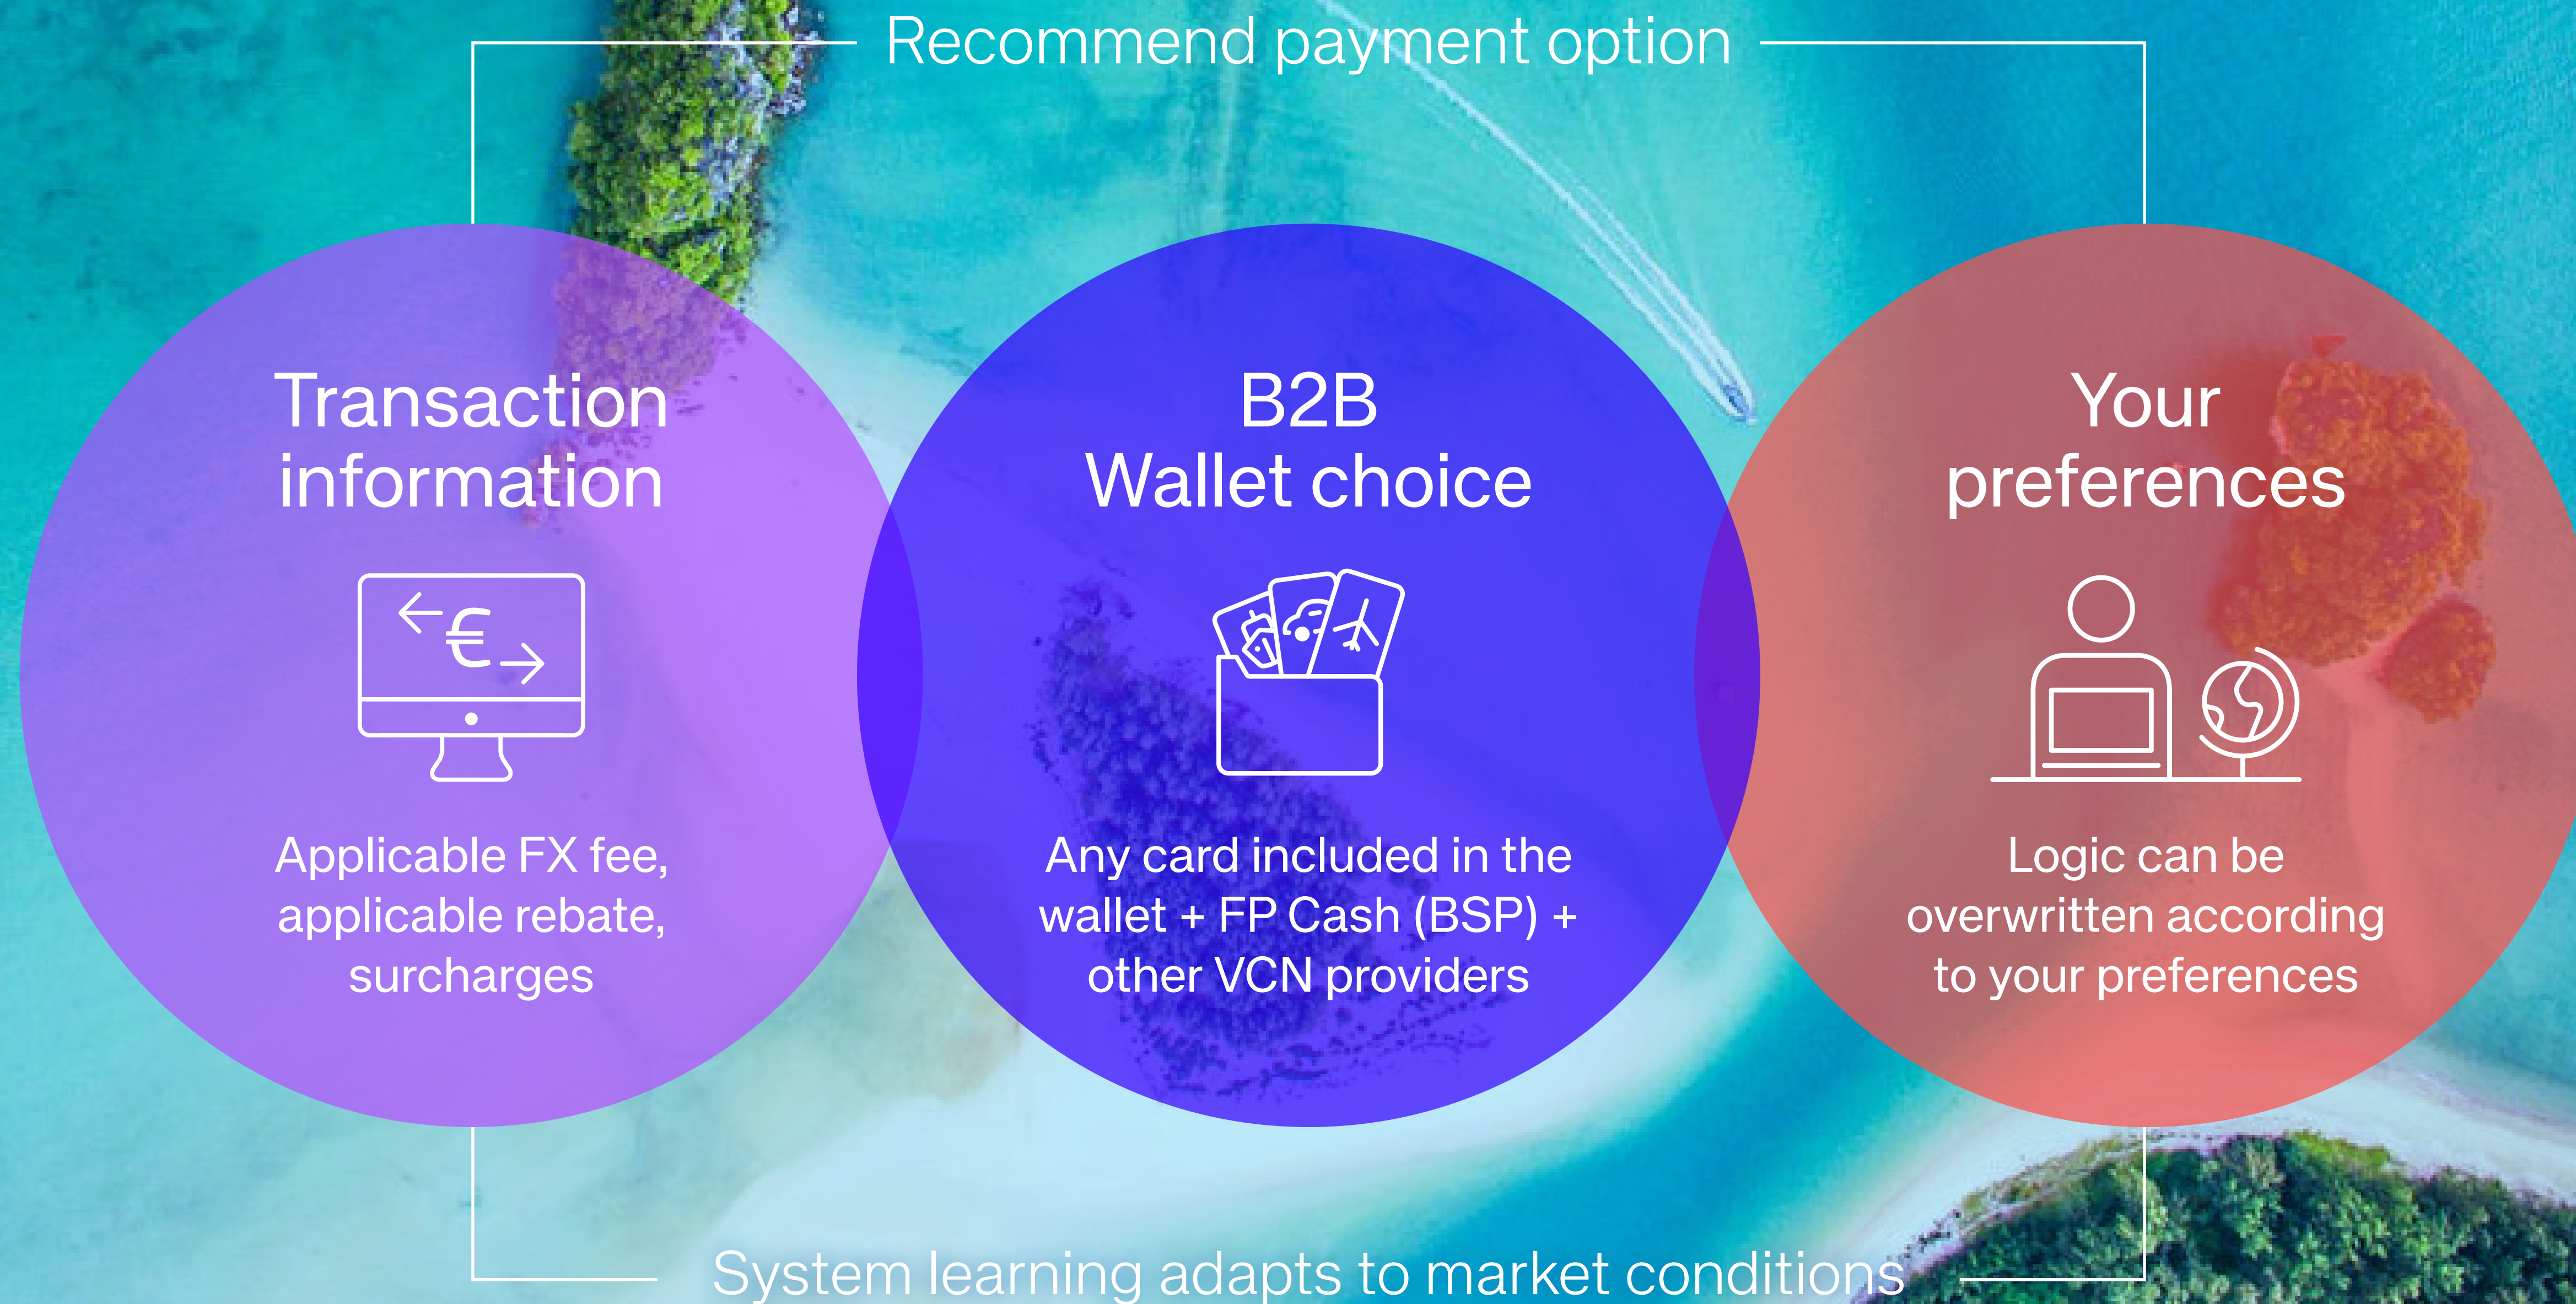 Recommend payment option
Transaction
information
€
Applicable FX fee,
applicable rebate,
surcharges
B2B
Wallet choice
Any card included in the
wallet + FP Cash (BSP) +
other VCN providers
Your
preferences
Logic can be
overwritten according
to your preferences
System learning adapts to market conditions